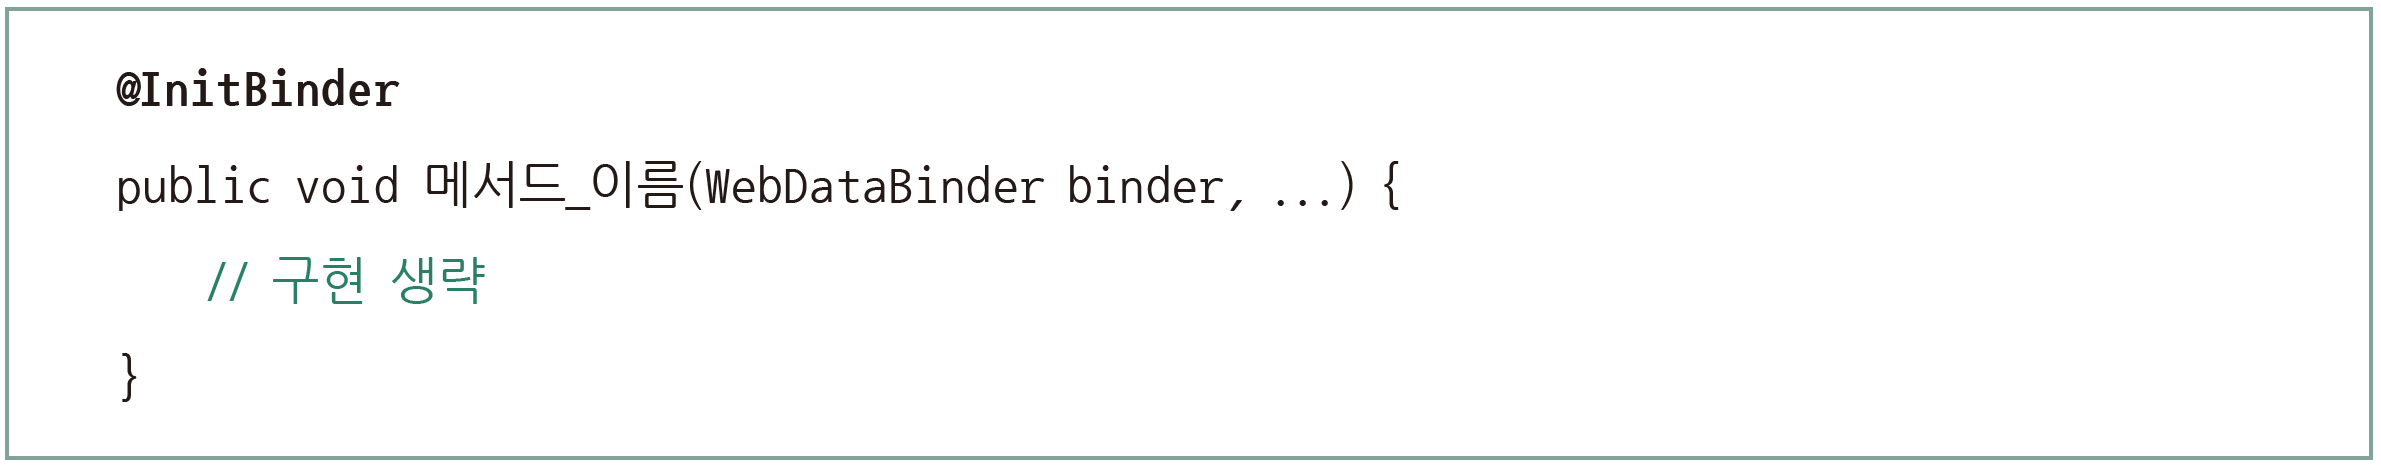 @InitBinder
public void 메서드_이름(WebDataBinder binder, ...) {
// 구현 생략
}